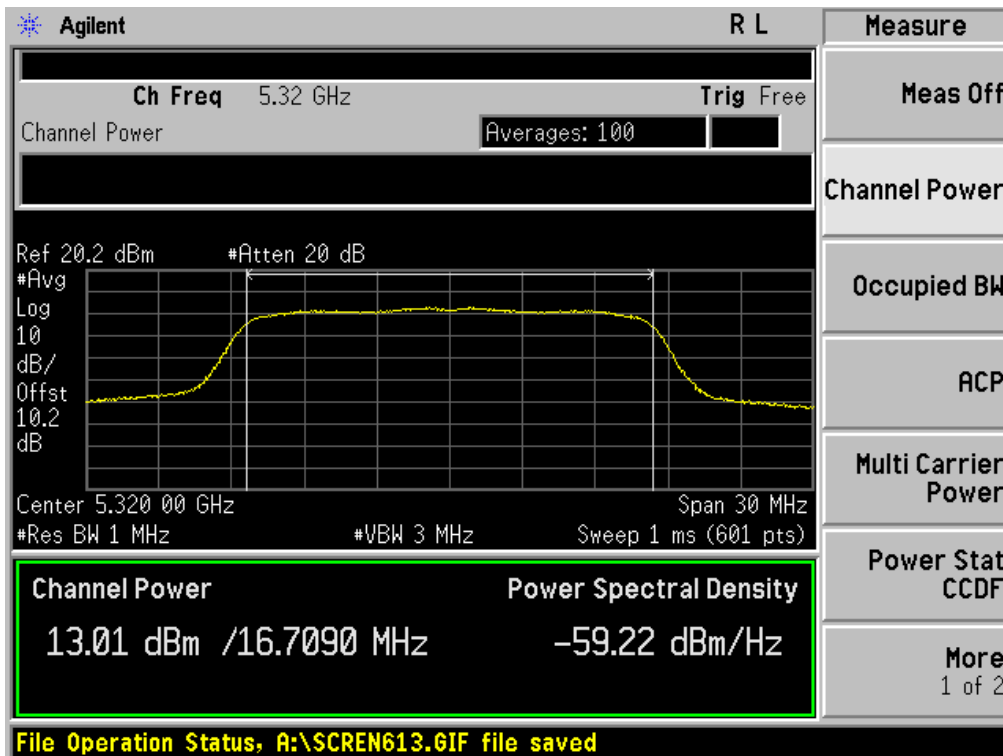 Agilent R L
Ch Freq 5.32 GHz Trig Free
Channel Power Averages: 100
Ref 20.2 dBm #Atten 20 dB
#Avg
Log
10
dB/
Offst
10.2
dB
Center 5.320 00 GHz Span 30 MHz
#Res BW 1 MHz #VBW 3 MHz Sweep 1 ms (601 pts)
Channel Power Power Spectral Density
13.01 dBm /16.7090 MHz -59.22 dBm/Hz
File Operation Status, A:\SCREN613.GIF file saved
Measure
Meas Off
Channel Power
Occupied BW
ACP
Multi Carrier
Power
Power Stat
CCDF
More
1 of 2